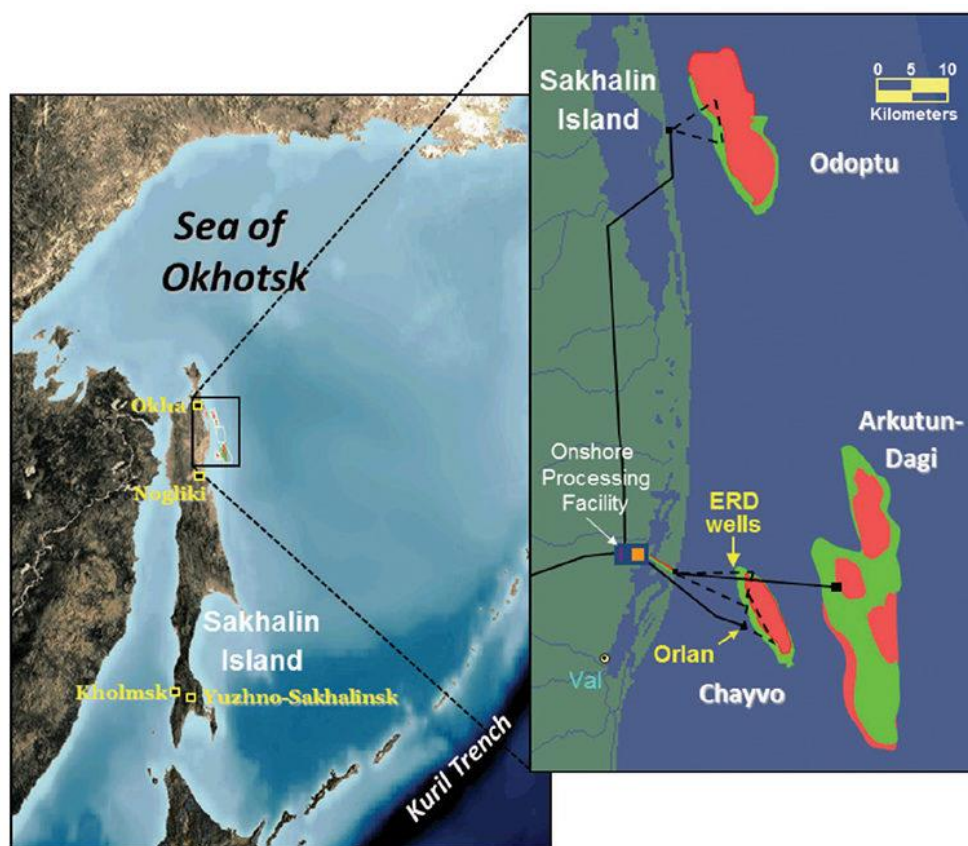 Sea of
Okhotsk
Okha
Nogliki
Sakhalin
Island
Kholmsk
Yuzhno-Sakhalinsk
Kuril Trench
Sakhalin
Island
0 5 10
Kilometers
Odoptu
Arkutun-
Dagi
Onshore
Processing
Facility
ERD
wells
Orlan
Val
Chayvo